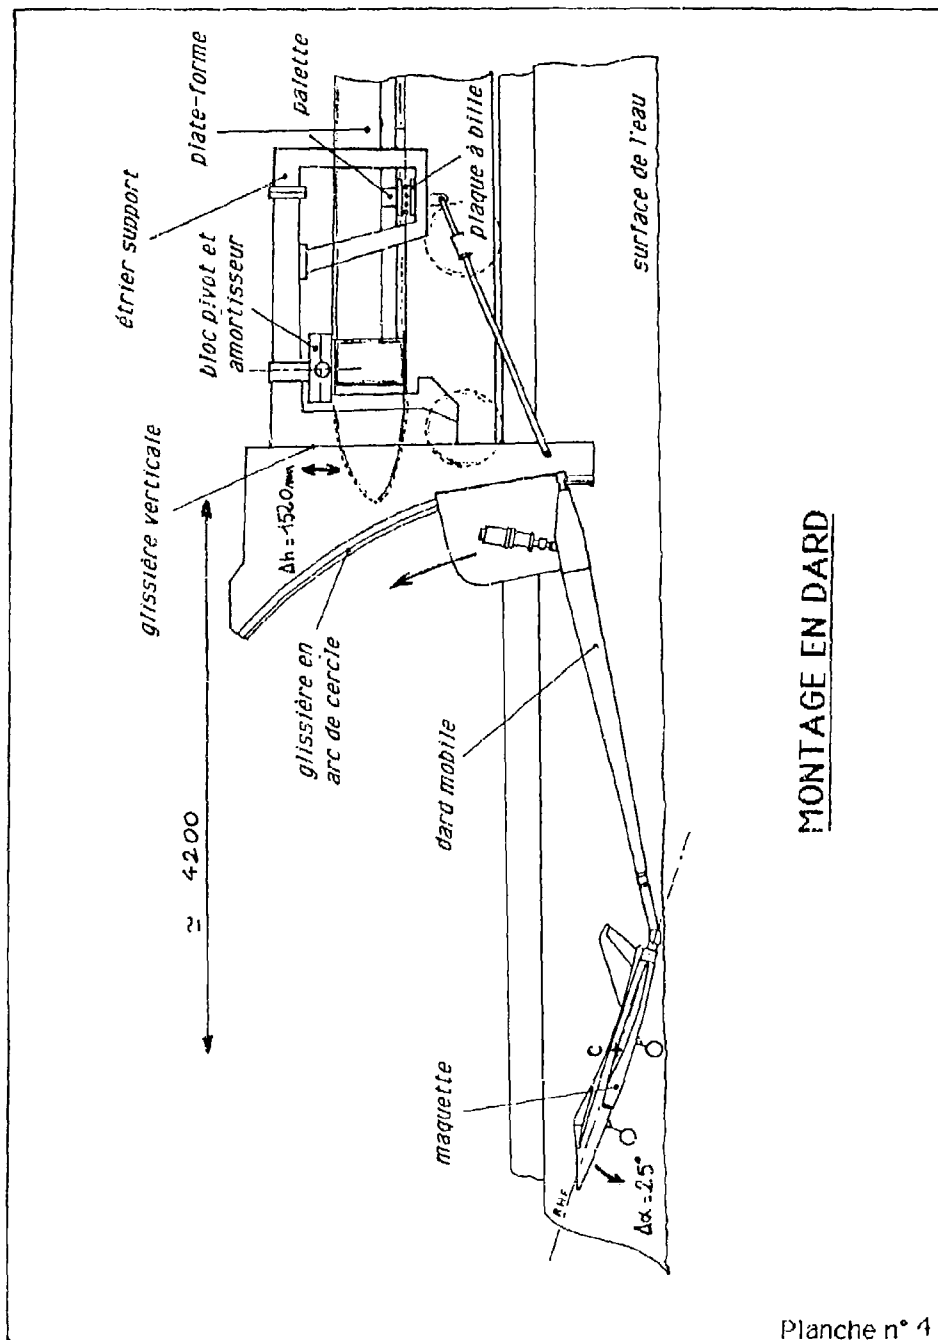 étrier support
plate-forme
palette
bloc pivot et
amortisseur
plaque à bille
glissière verticale
Δh = 1520 mm
surface de l'eau
≃ 4200
glissière en
arc de cercle
dard mobile
maquette
C
RHF
Δα = 25°
MONTAGE EN DARD
Planche n° 4